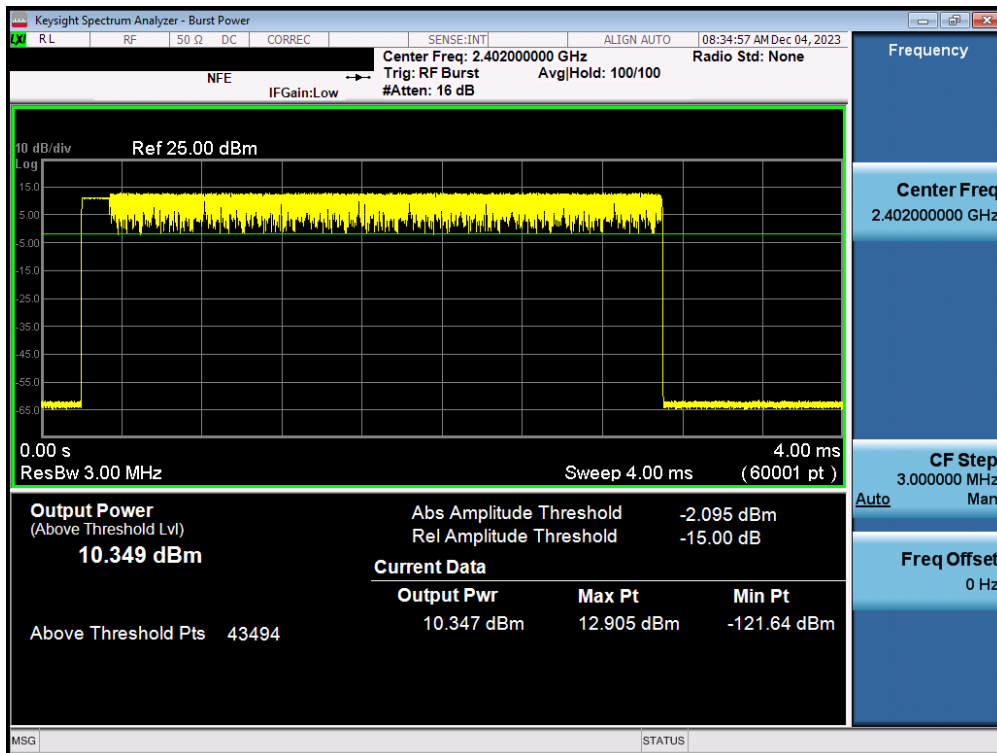 Keysight Spectrum Analyzer - Burst Power
LXI RL RF 50 Ω DC CORREC SENSE:INT ALIGN AUTO 08:34:57 AM Dec 04, 2023
Center Freq: 2.402000000 GHz Radio Std: None
NFE Trig: RF Burst Avg|Hold: 100/100
IFGain:Low #Atten: 16 dB
Frequency
10 dB/div Ref 25.00 dBm
Log
15.0
5.00
-5.00
-15.0
-25.0
-35.0
-45.0
-55.0
-65.0
0.00 s 4.00 ms
ResBw 3.00 MHz Sweep 4.00 ms (60001 pt )
Output Power
(Above Threshold Lvl)
10.349 dBm
Above Threshold Pts 43494
Abs Amplitude Threshold -2.095 dBm
Rel Amplitude Threshold -15.00 dB
Current Data
Output Pwr Max Pt Min Pt
10.347 dBm 12.905 dBm -121.64 dBm
Center Freq
2.402000000 GHz
CF Step
3.000000 MHz
Auto Man
Freq Offset
0 Hz
MSG STATUS